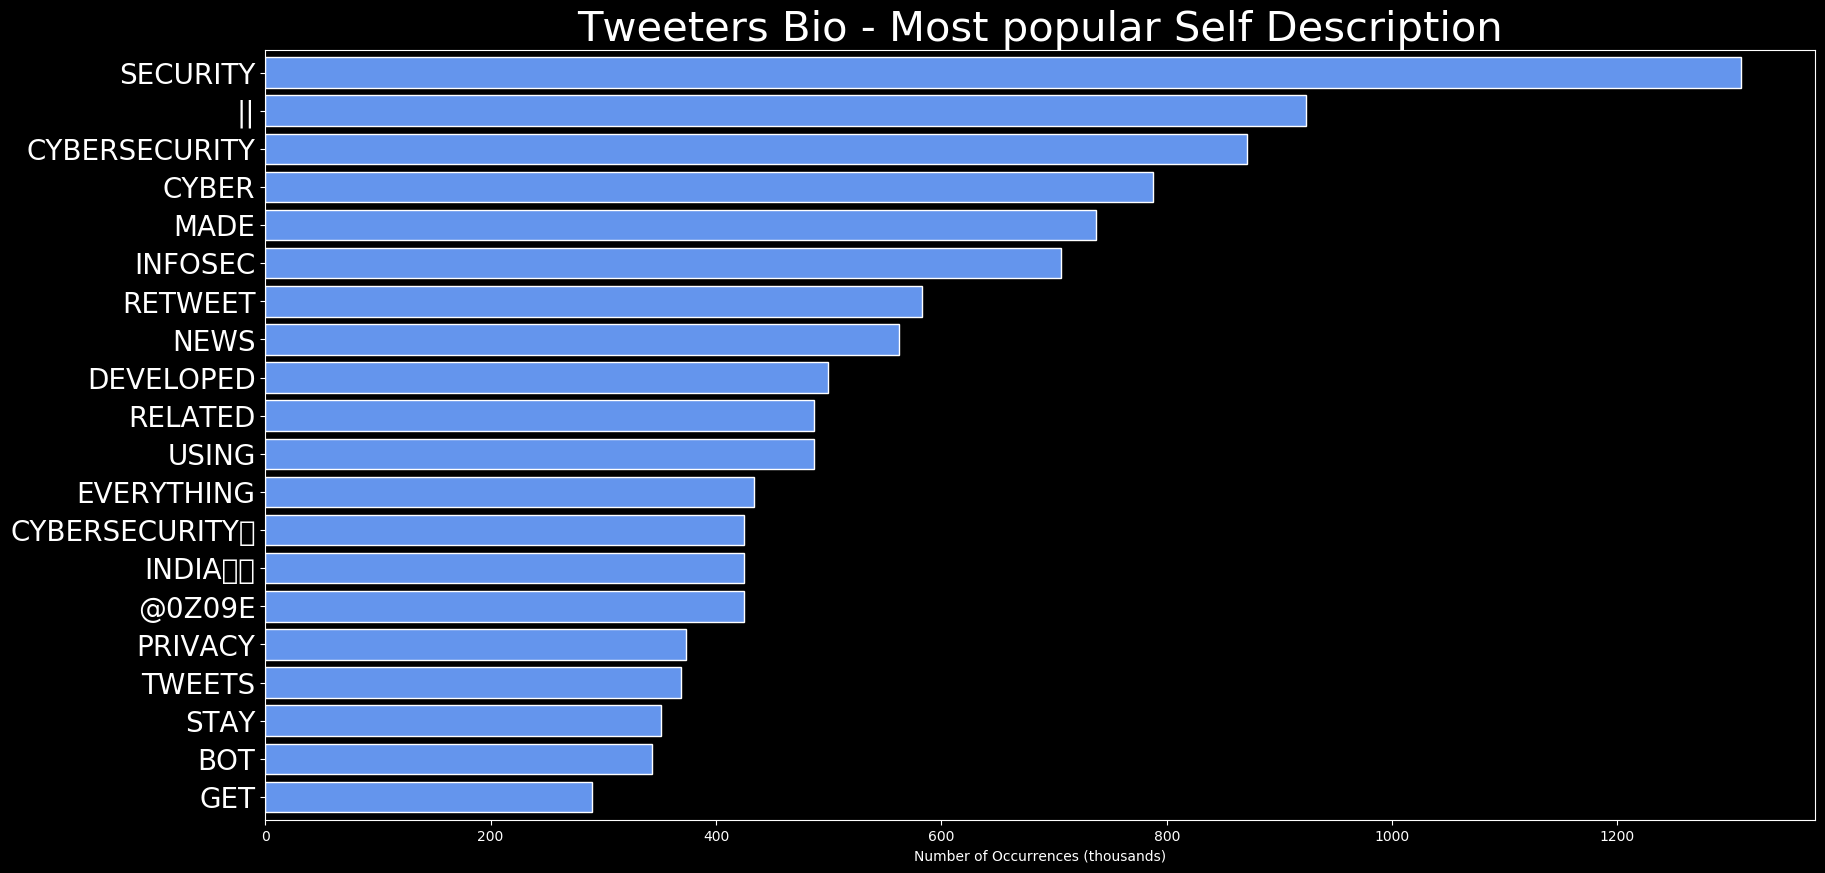 Tweeters Bio - Most popular Self Description
SECURITY
||
CYBERSECURITY
CYBER
MADE
INFOSEC
RETWEET
NEWS
DEVELOPED
RELATED
USING
EVERYTHING
CYBERSECURITY▯
INDIA▯▯
@0Z09E
PRIVACY
TWEETS
STAY
BOT
GET
0 200 400 600 800 1000 1200
Number of Occurrences (thousands)